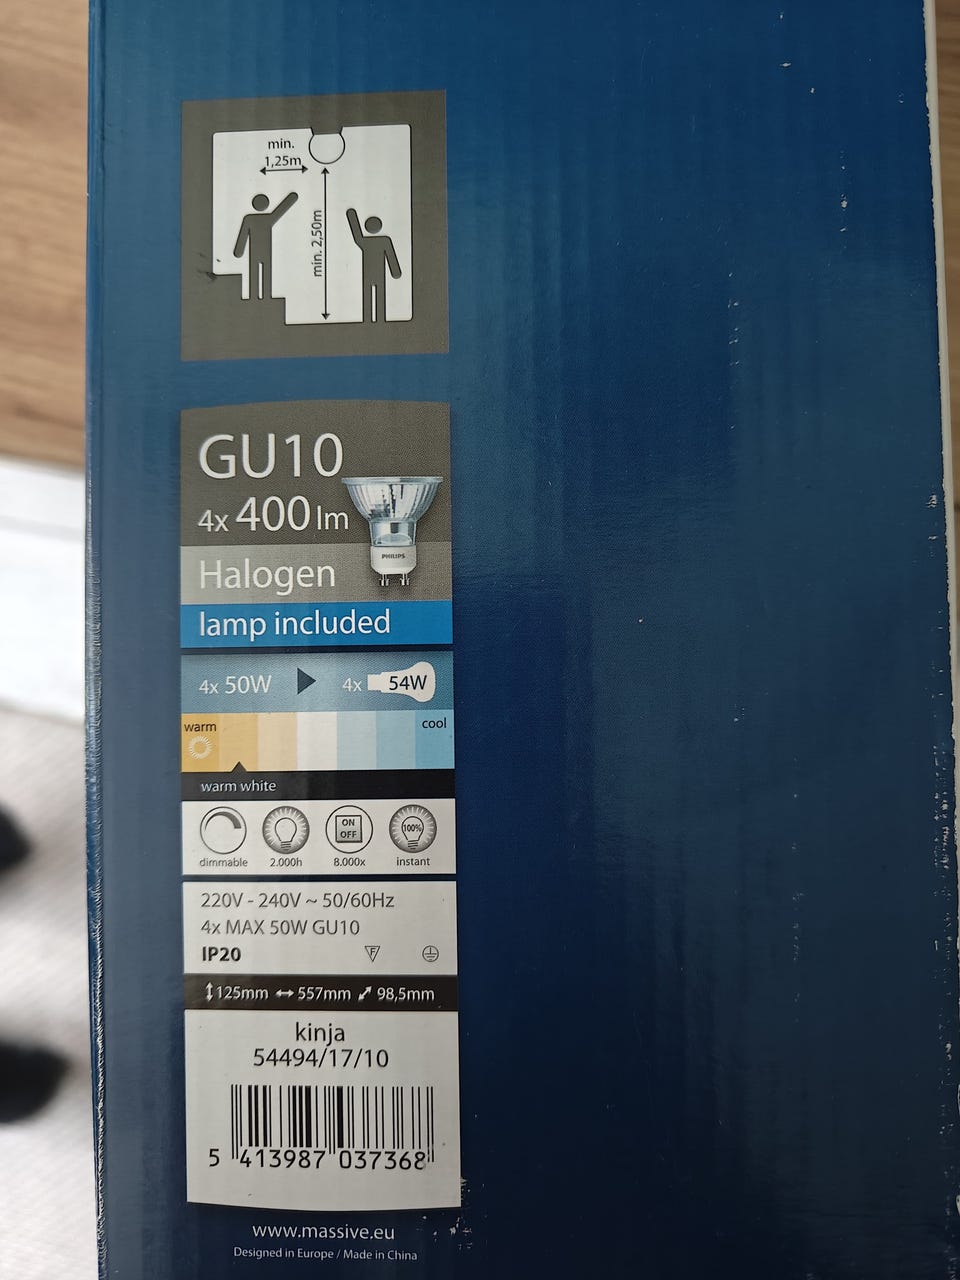 min.
1,25m
min. 2,50m
GU10
4x 400 lm
PHILIPS
Halogen
lamp included
4x 50W 4x 54W
warm cool
warm white
ON
OFF
100%
dimmable 2.000h 8.000x instant
220V - 240V ~ 50/60Hz
4x MAX 50W GU10
IP20 F
125mm 557mm 98,5mm
kinja
54494/17/10
5 413987 037368
www.massive.eu
Designed in Europe / Made in China